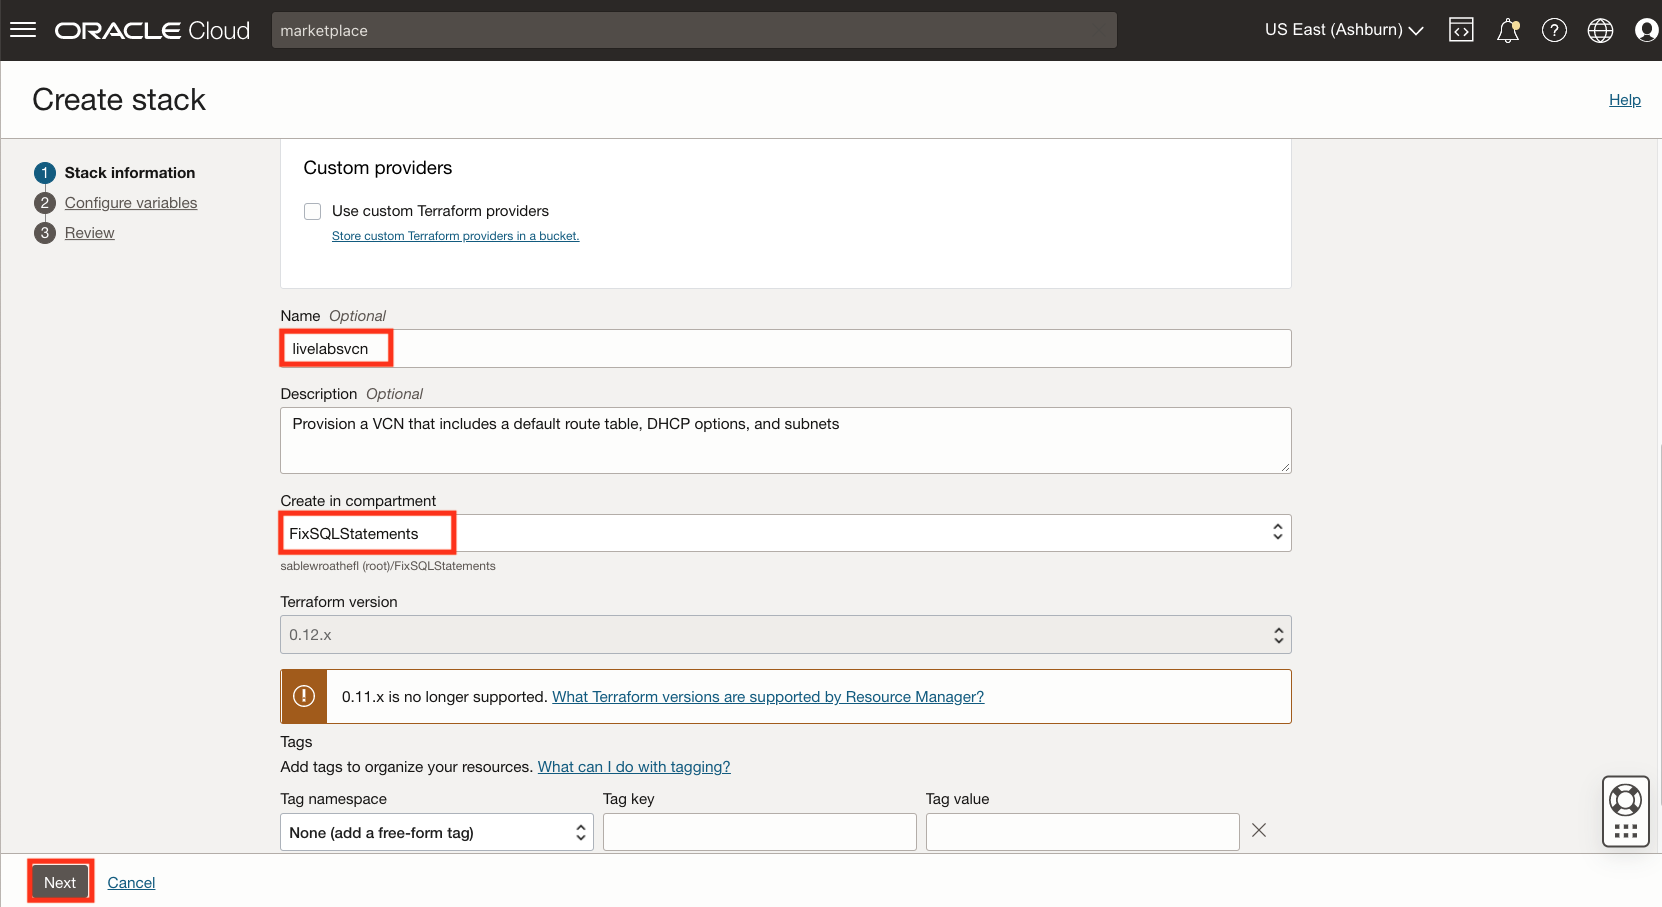 ORACLE Cloud
marketplace
US East (Ashburn)
Create stack
Help
1 Stack information
2 Configure variables
3 Review
Custom providers
Use custom Terraform providers
Store custom Terraform providers in a bucket.
Name Optional
livelabsvcn
Description Optional
Provision a VCN that includes a default route table, DHCP options, and subnets
Create in compartment
FixSQLStatements
sablewroathefl (root)/FixSQLStatements
Terraform version
0.12.x
0.11.x is no longer supported. What Terraform versions are supported by Resource Manager?
Tags
Add tags to organize your resources. What can I do with tagging?
Tag namespace Tag key Tag value
None (add a free-form tag)
Next Cancel